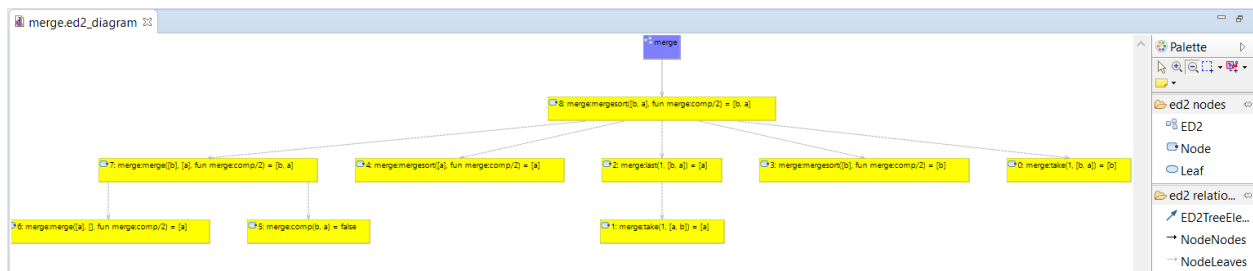 merge.ed2_diagram
merge
8: merge:mergesort([b, a], fun merge:comp/2) = [b, a]
7: merge:merge([b], [a], fun merge:comp/2) = [b, a]
4: merge:mergesort([a], fun merge:comp/2) = [a]
2: merge:last(1, [b, a]) = [a]
3: merge:mergesort([b], fun merge:comp/2) = [b]
0: merge:take(1, [b, a]) = [b]
6: merge:merge([a], [], fun merge:comp/2) = [a]
5: merge:comp(b, a) = false
1: merge:take(1, [a, b]) = [a]
Palette
ed2 nodes
ED2
Node
Leaf
ed2 relatio...
ED2TreeEle...
NodeNodes
NodeLeaves